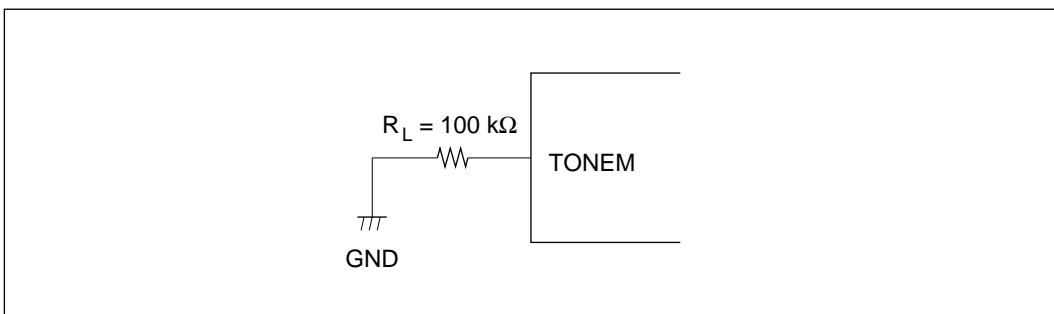 R_L = 100 kΩ
TONEM
GND